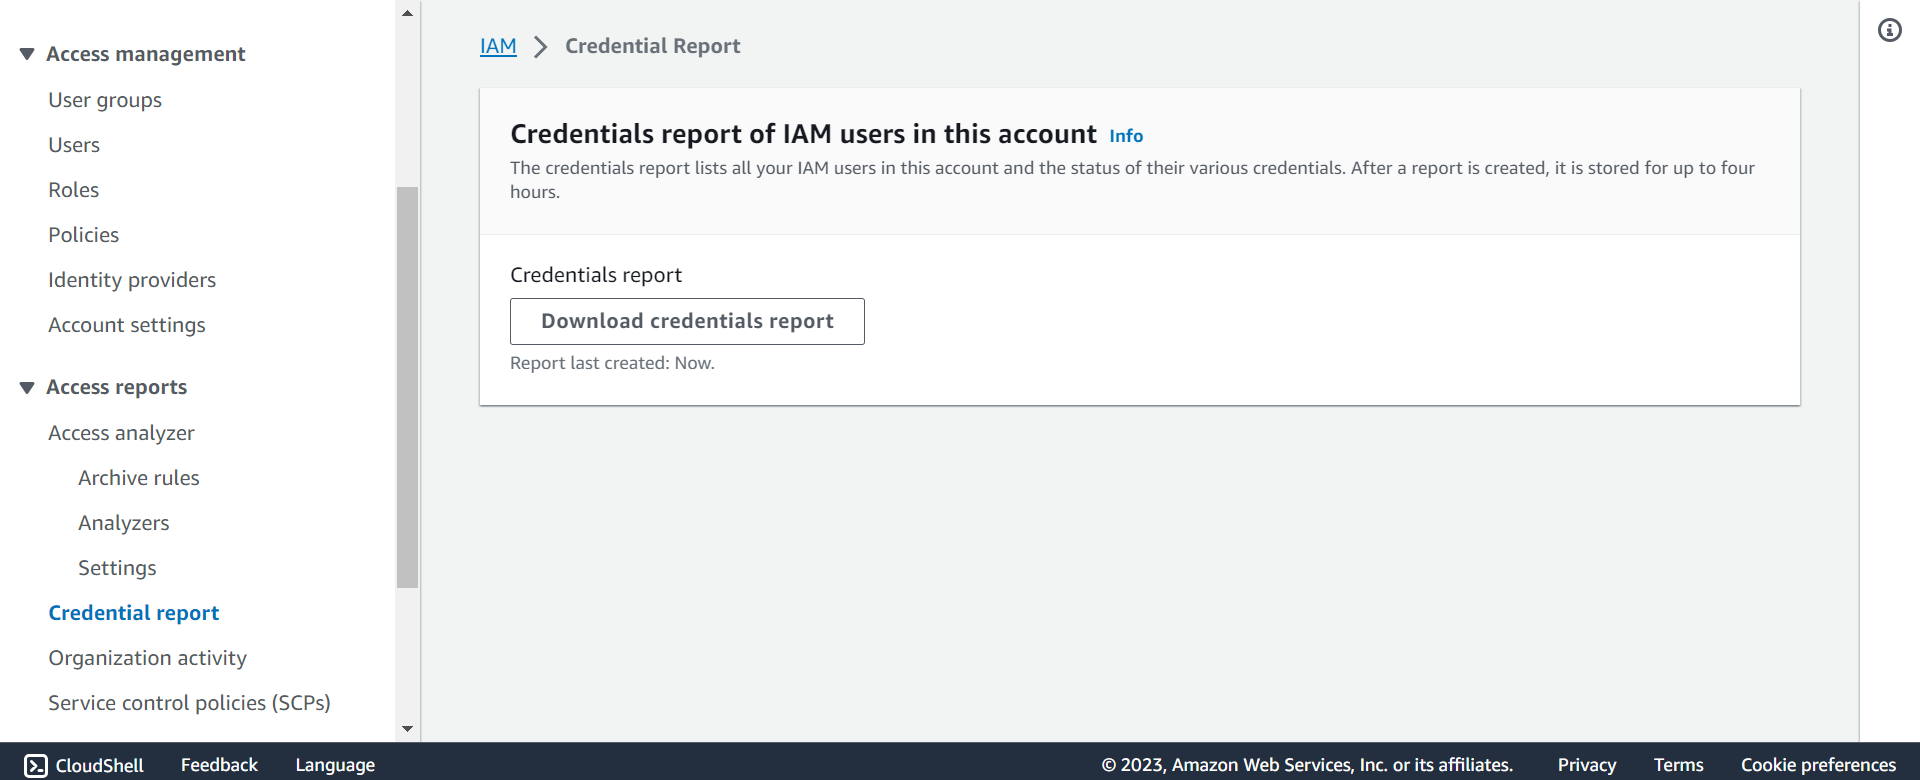 Access management
User groups
Users
Roles
Policies
Identity providers
Account settings
Access reports
Access analyzer
Archive rules
Analyzers
Settings
Credential report
Organization activity
Service control policies (SCPs)
IAM
Credential Report
Credentials report of IAM users in this account Info
The credentials report lists all your IAM users in this account and the status of their various credentials. After a report is created, it is stored for up to four
hours.
Credentials report
Download credentials report
Report last created: Now.
CloudShell Feedback Language © 2023, Amazon Web Services, Inc. or its affiliates. Privacy Terms Cookie preferences